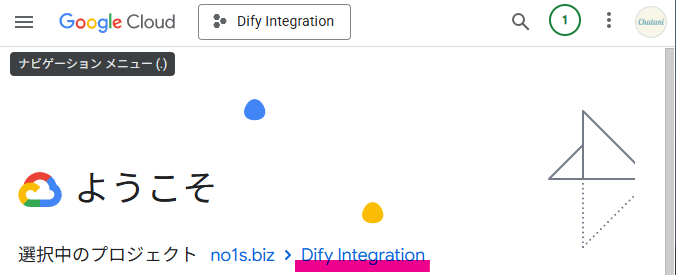 Google Cloud
Dify Integration
1
Chatani
ナビゲーション メニュー (.)
ようこそ
選択中のプロジェクト no1s.biz > Dify Integration